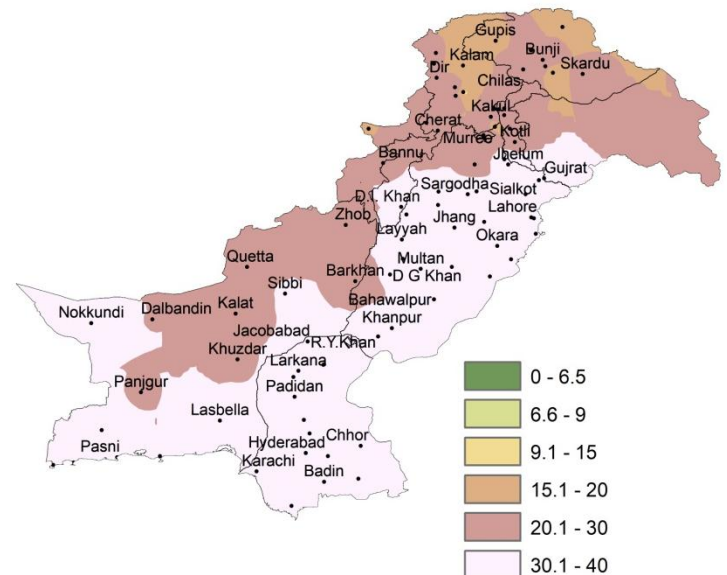 Gupis
Bunji
Kalam
Dir
Skardu
Chilas
Kakul
Cherat
Kotli
Murree
Bannu
Jhelum
Gujrat
Sargodha
Sialkot
D.I. Khan
Lahore
Zhob
Jhang
Layyah
Okara
Quetta
Multan
Barkhan
D G Khan
Sibbi
Bahawalpur
Nokkundi
Dalbandin
Kalat
Khanpur
Jacobabad
R.Y.Khan
Khuzdar
Larkana
Panjgur
Padidan
Lasbella
Chhor
Pasni
Hyderabad
Karachi
Badin
0 - 6.5
6.6 - 9
9.1 - 15
15.1 - 20
20.1 - 30
30.1 - 40